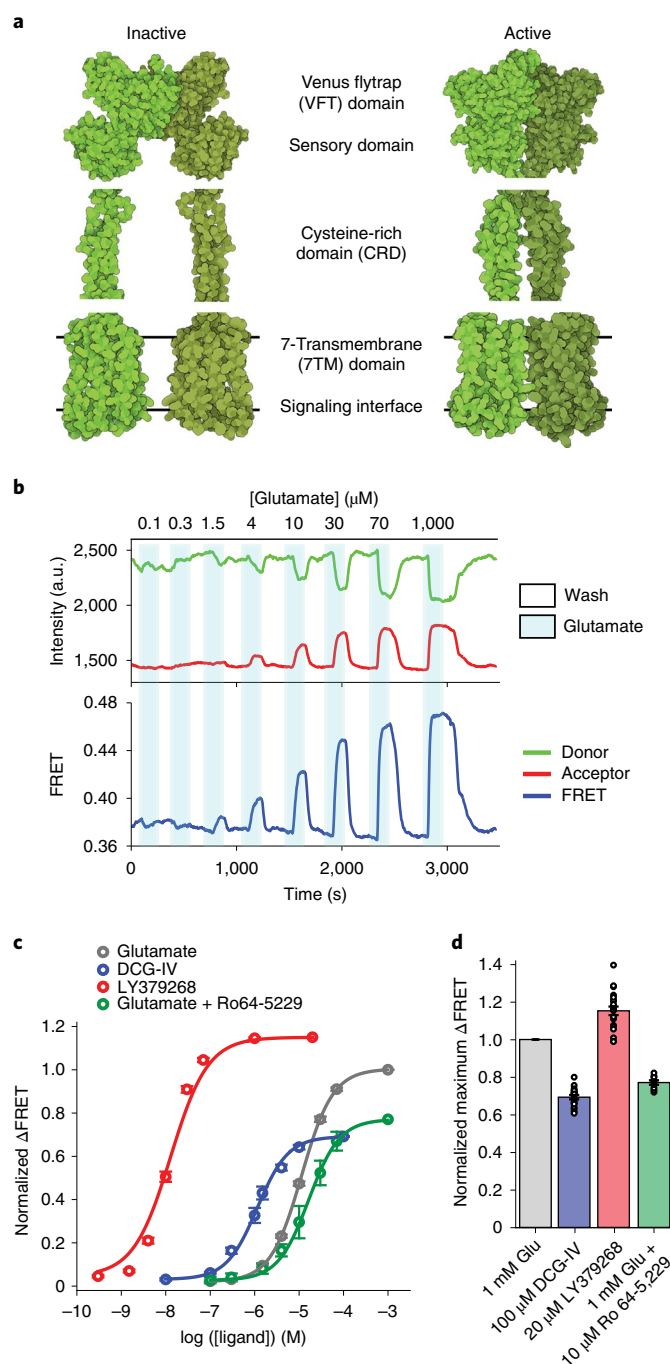 a
Inactive
Active
Venus flytrap
(VFT) domain
Sensory domain
Cysteine-rich
domain (CRD)
7-Transmembrane
(7TM) domain
Signaling interface
b
[Glutamate] (μM)
0.1 0.3 1.5 4 10 30 70 1,000
2,500
2,000
1,500
Intensity (a.u.)
Wash
Glutamate
0.48
0.44
0.40
0.36
FRET
Donor
Acceptor
FRET
0 1,000 2,000 3,000
Time (s)
c
Glutamate
DCG-IV
LY379268
Glutamate + Ro64-5229
1.2
1.0
0.8
0.6
0.4
0.2
0
Normalized ΔFRET
−10 −9 −8 −7 −6 −5 −4 −3
log ([ligand]) (M)
d
1.4
1.2
1.0
0.8
0.6
0.4
0.2
0
Normalized maximum ΔFRET
1 mM Glu
100 μM DCG-IV
20 μM LY379268
1 mM Glu +
10 μM Ro 64-5,229